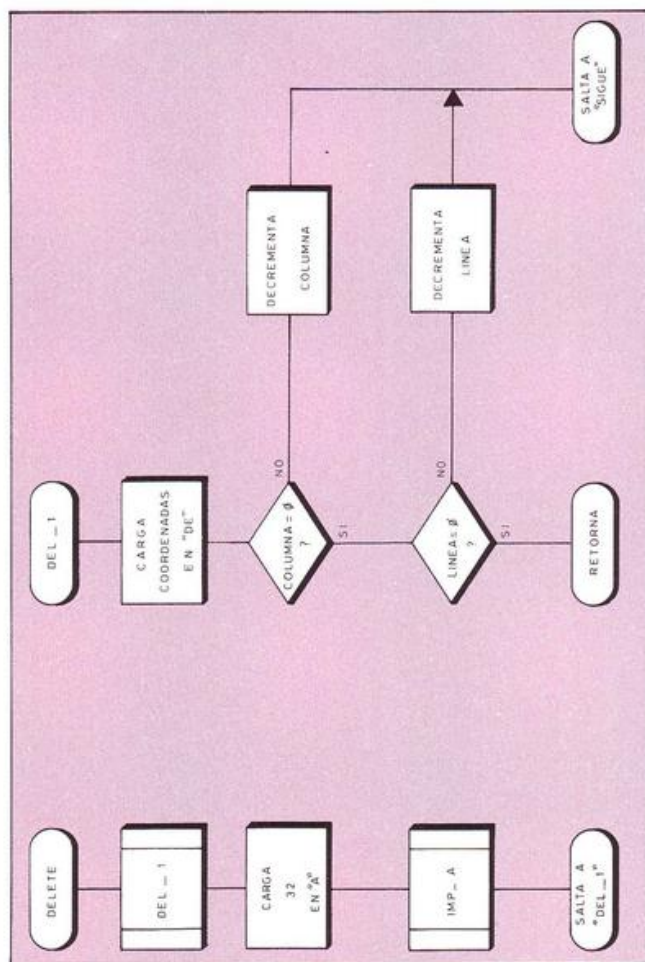 DELETE
DEL_1
CARGA
32
EN "A"
IMP_A
SALTA A
"DEL_1"
DEL_1
CARGA
COORDENADAS
EN "DE"
COLUMNA = Ø
?
NO
SI
DECREMENTA
COLUMNA
LINEA = Ø
?
NO
SI
DECREMENTA
LINEA
RETORNA
SALTA A
"SIGUE"